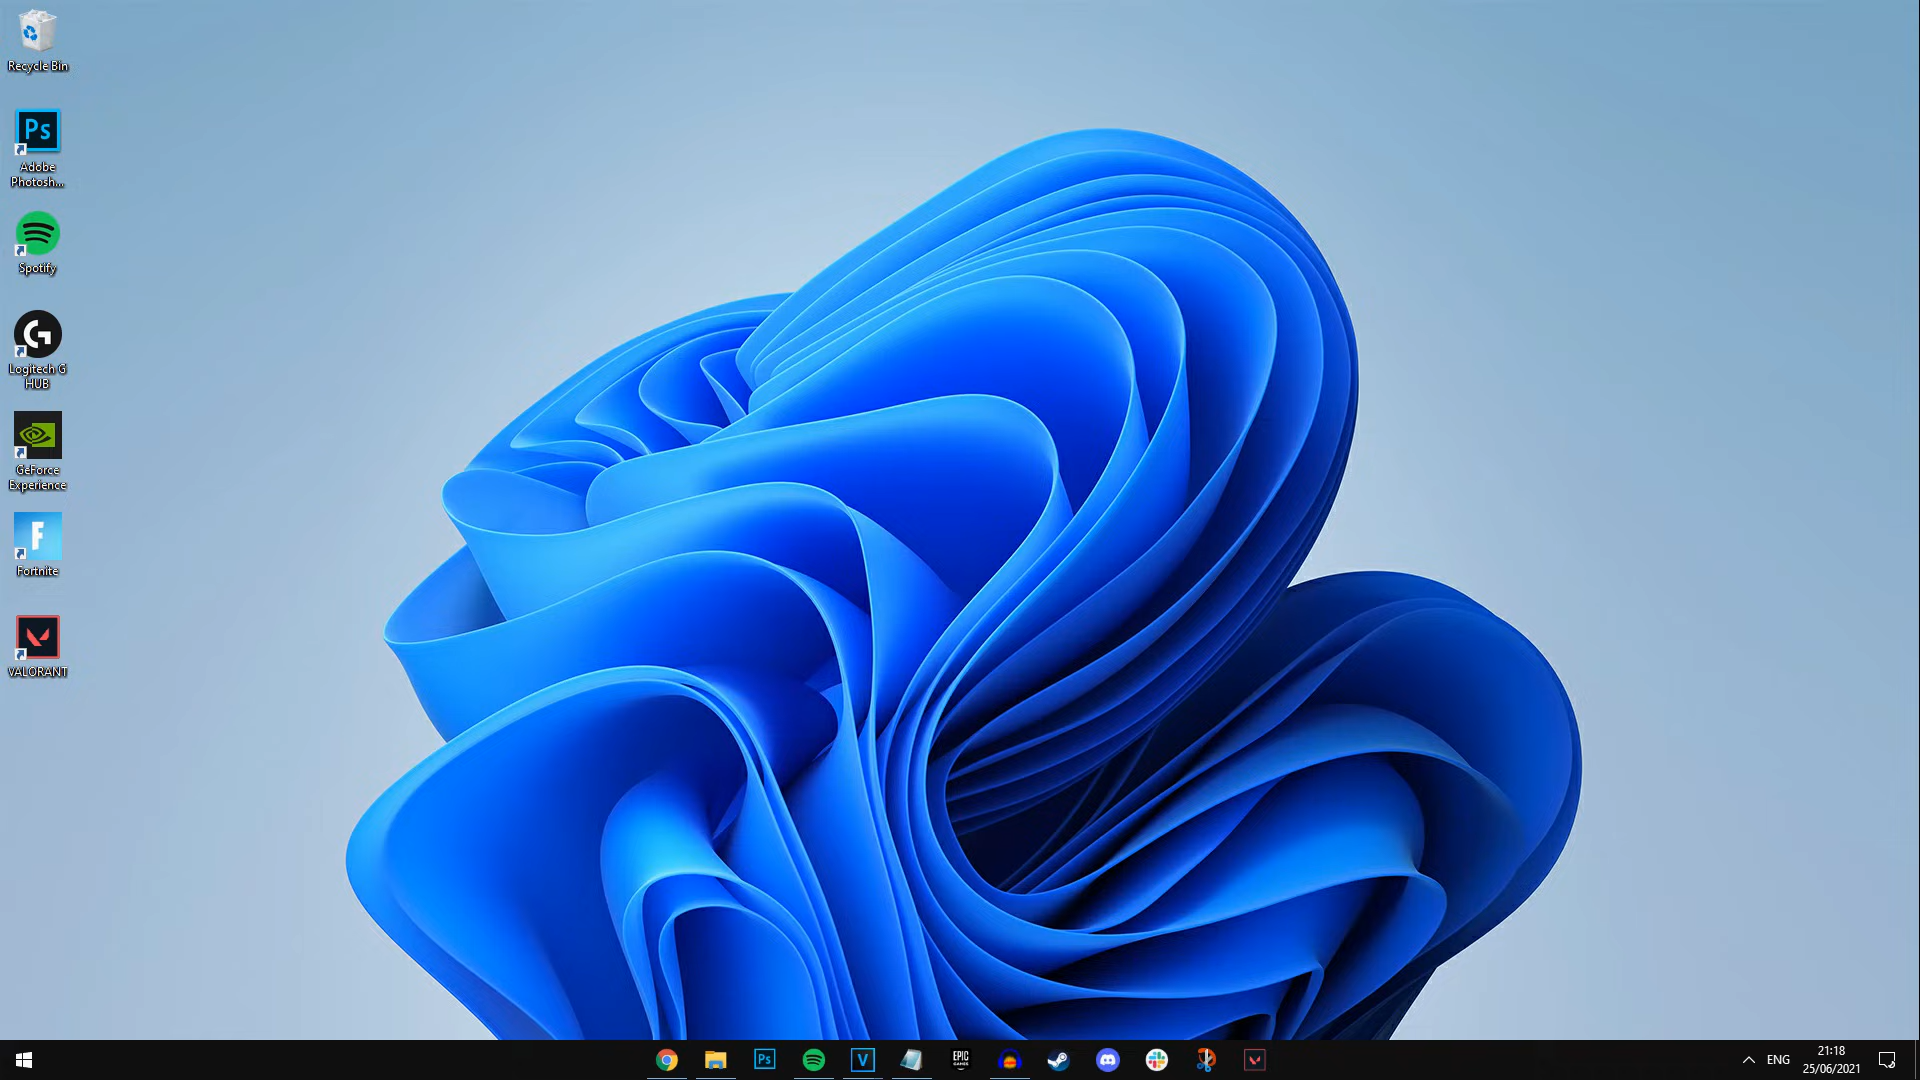 Recycle Bin
Ps
Adobe
Photosh...
Spotify
Logitech G
HUB
GeForce
Experience
F
Fortnite
VALORANT
Ps
V
EPIC
GAMES
ENG
21:18
25/06/2021